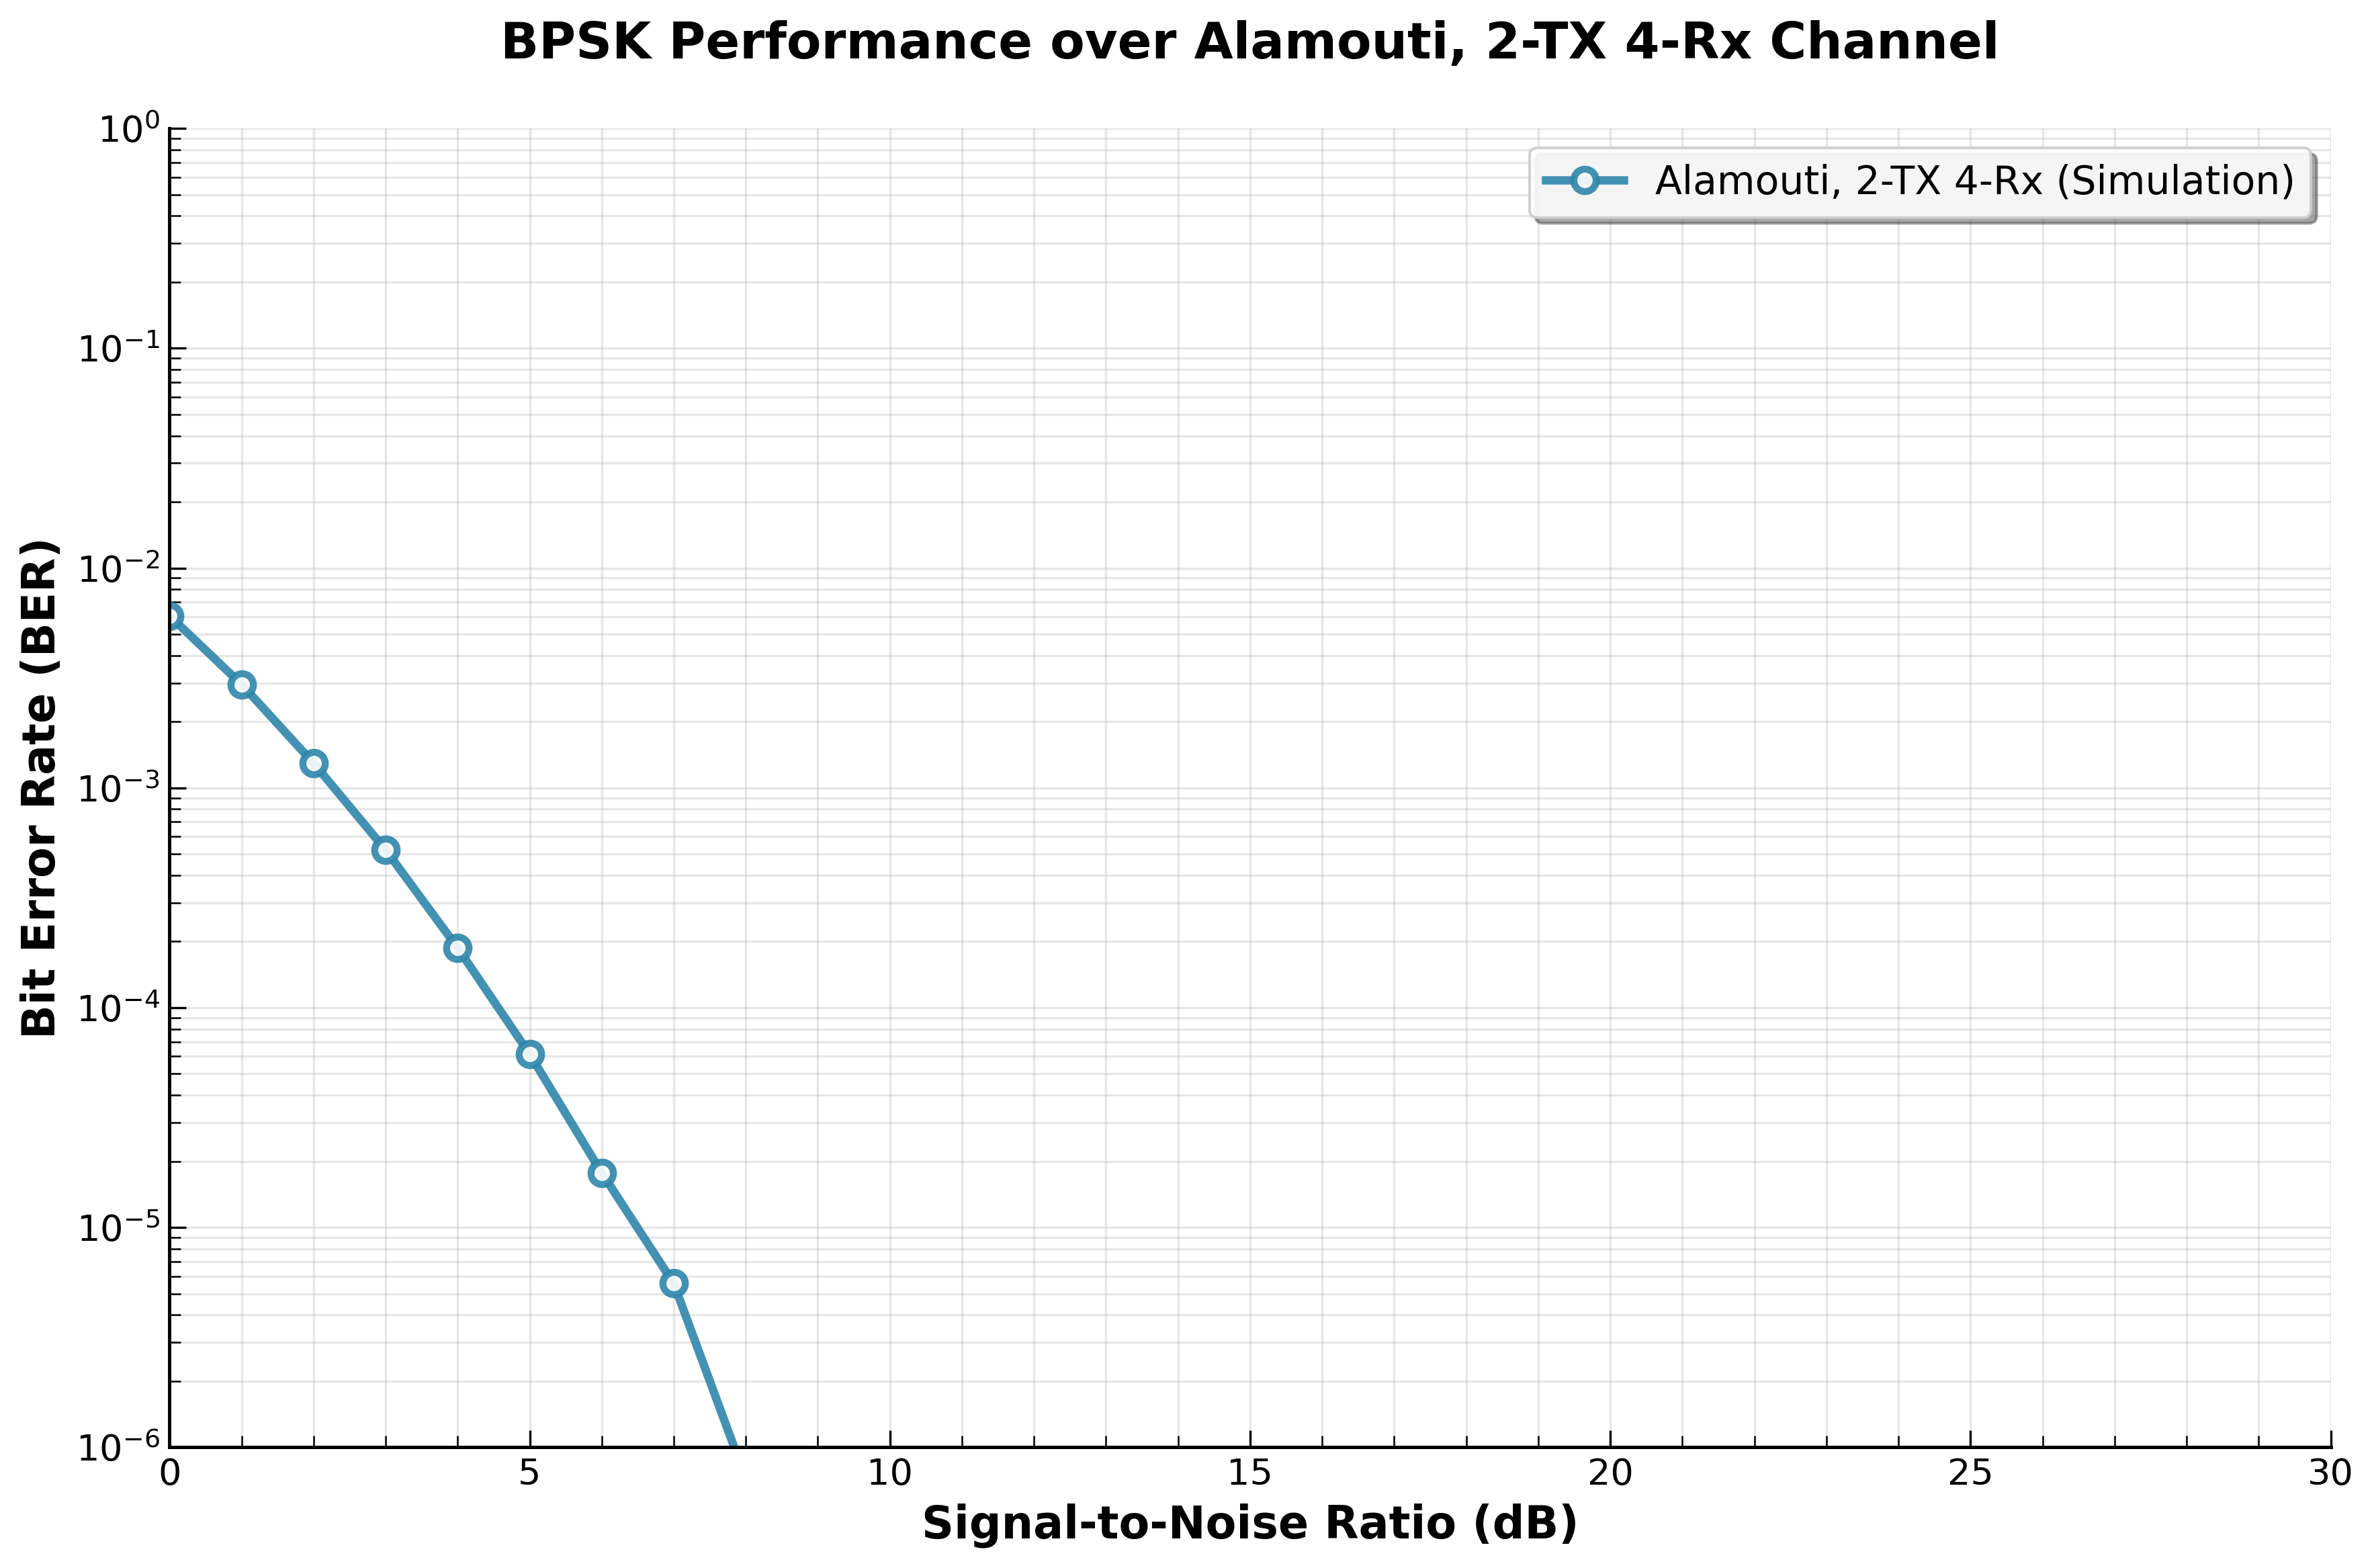 BPSK Performance over Alamouti, 2-TX 4-Rx Channel
Alamouti, 2-TX 4-Rx (Simulation)
Bit Error Rate (BER)
10⁰
10⁻¹
10⁻²
10⁻³
10⁻⁴
10⁻⁵
10⁻⁶
0 5 10 15 20 25 30
Signal-to-Noise Ratio (dB)